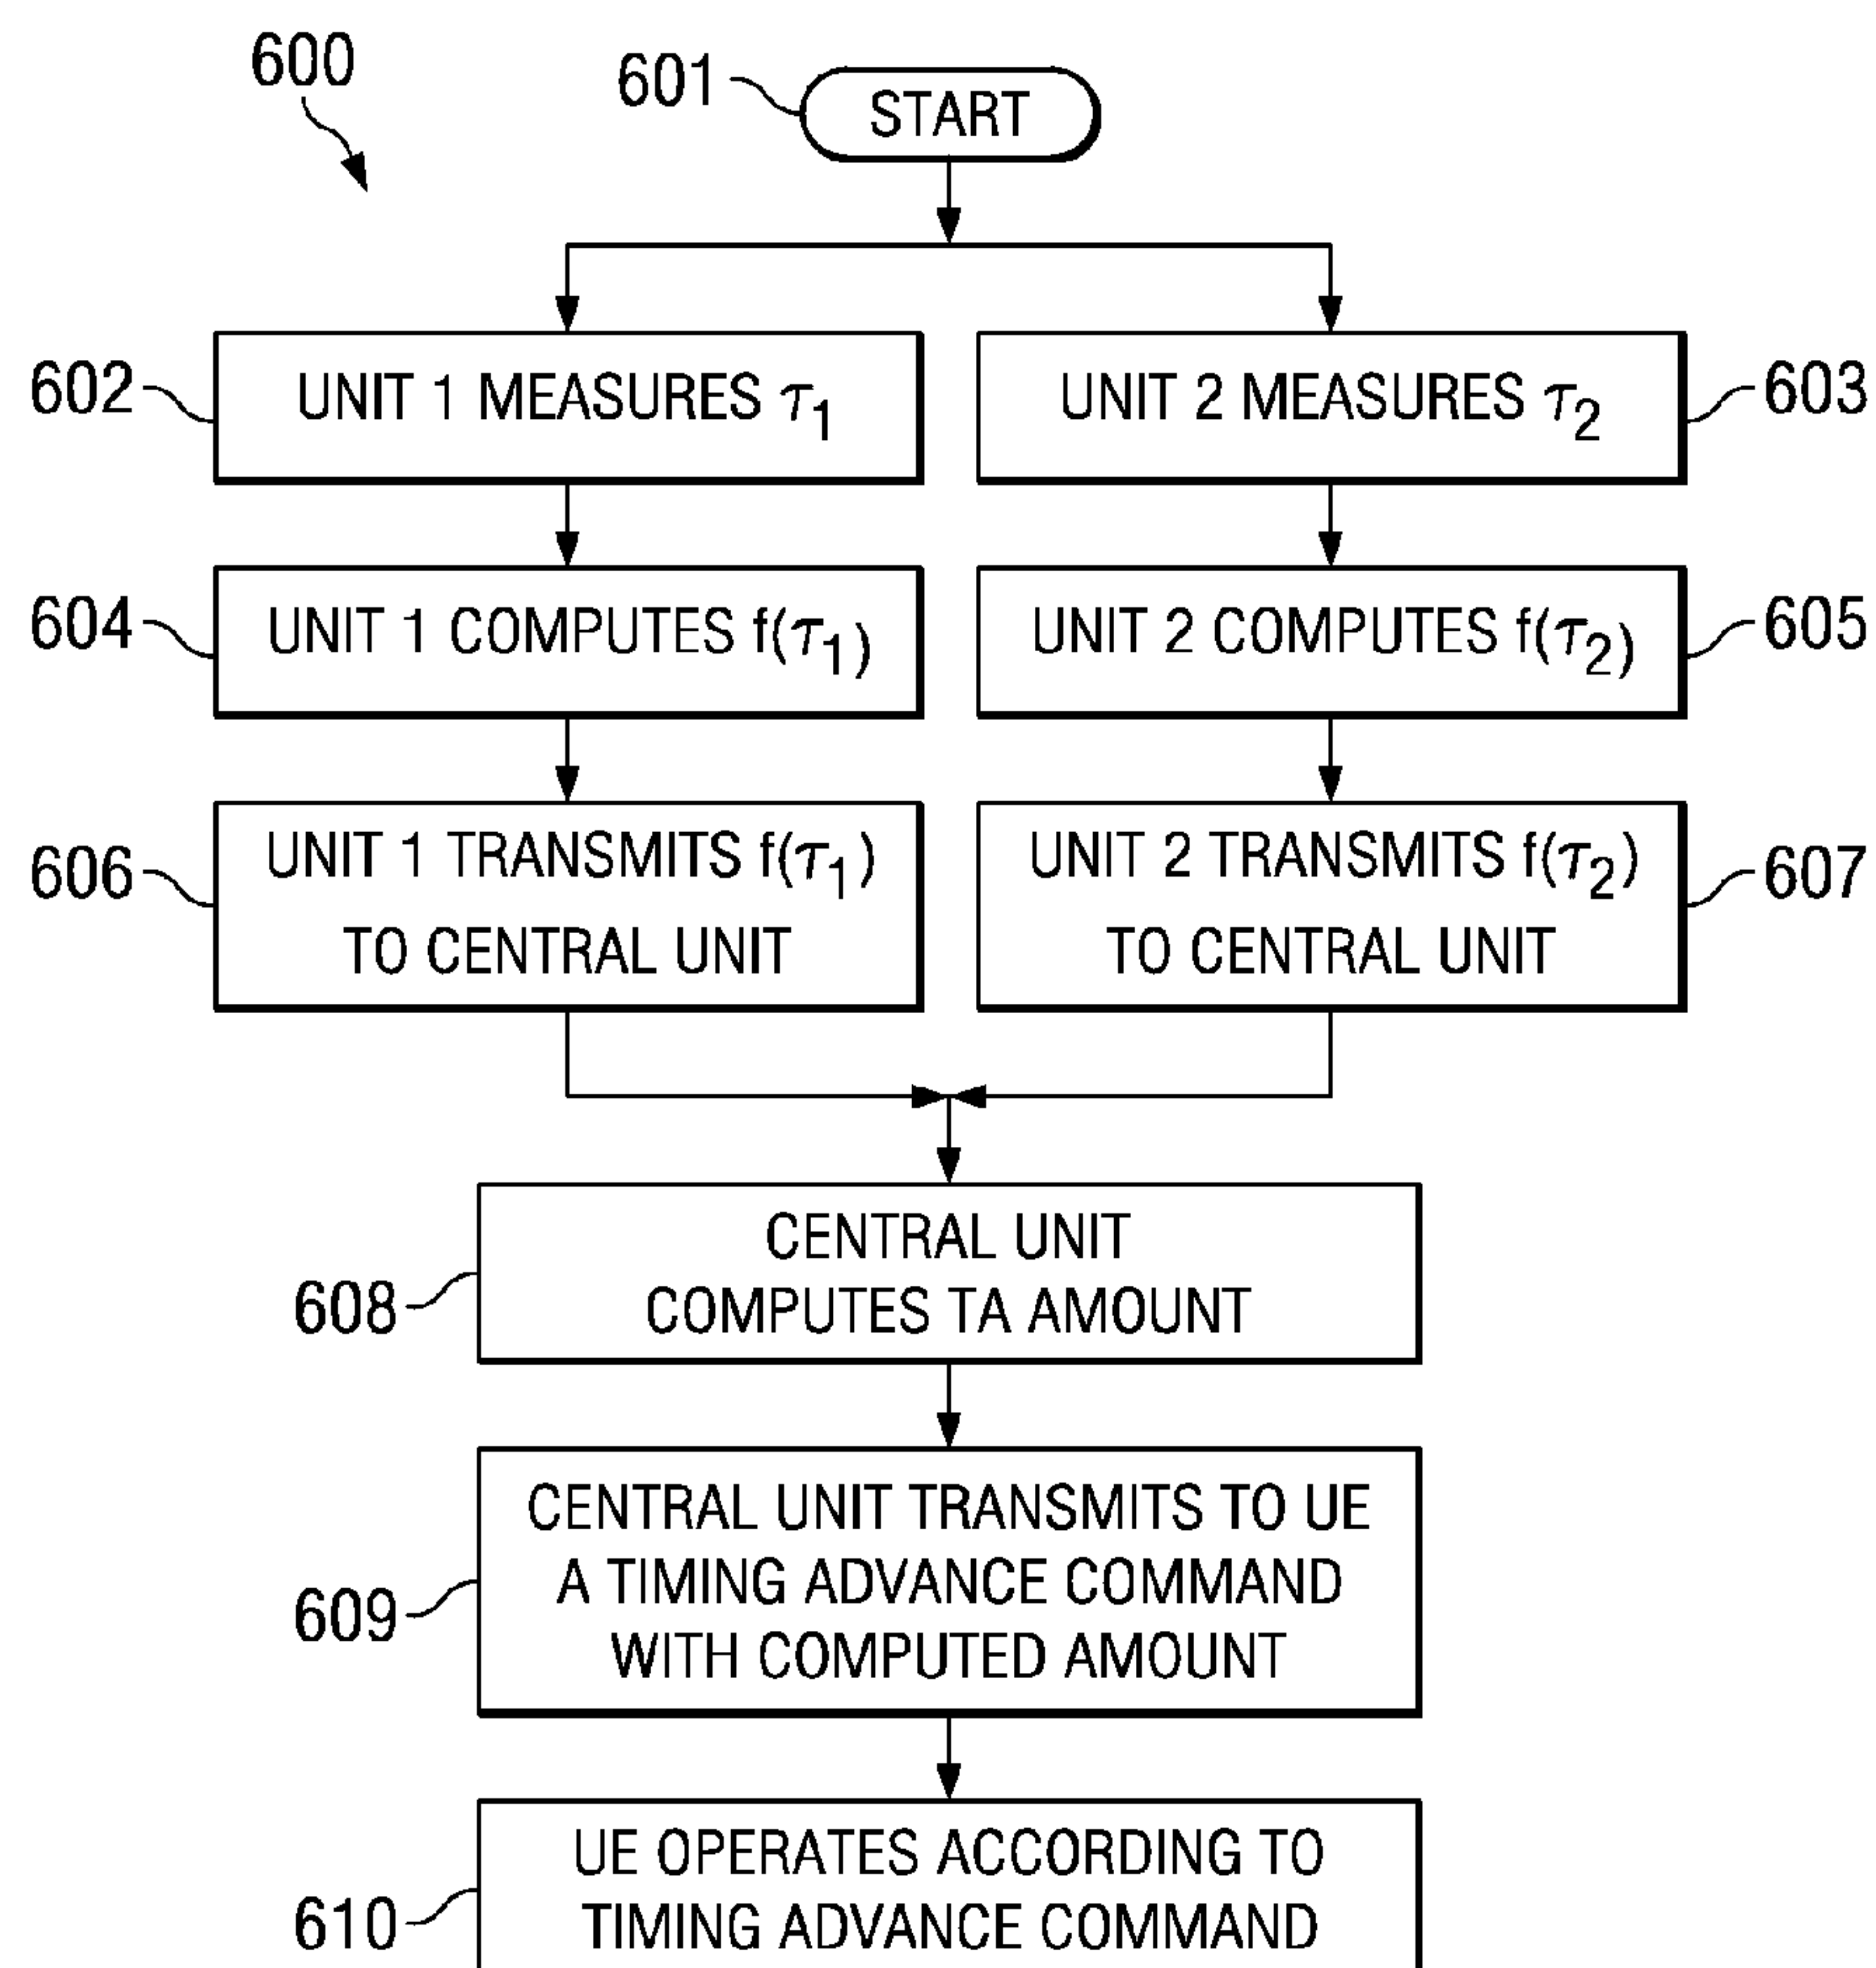 600
601
START
602
UNIT 1 MEASURES τ1
UNIT 2 MEASURES τ2
603
604
UNIT 1 COMPUTES f(τ1)
UNIT 2 COMPUTES f(τ2)
605
606
UNIT 1 TRANSMITS f(τ1)
TO CENTRAL UNIT
UNIT 2 TRANSMITS f(τ2)
TO CENTRAL UNIT
607
608
CENTRAL UNIT
COMPUTES TA AMOUNT
609
CENTRAL UNIT TRANSMITS TO UE
A TIMING ADVANCE COMMAND
WITH COMPUTED AMOUNT
610
UE OPERATES ACCORDING TO
TIMING ADVANCE COMMAND